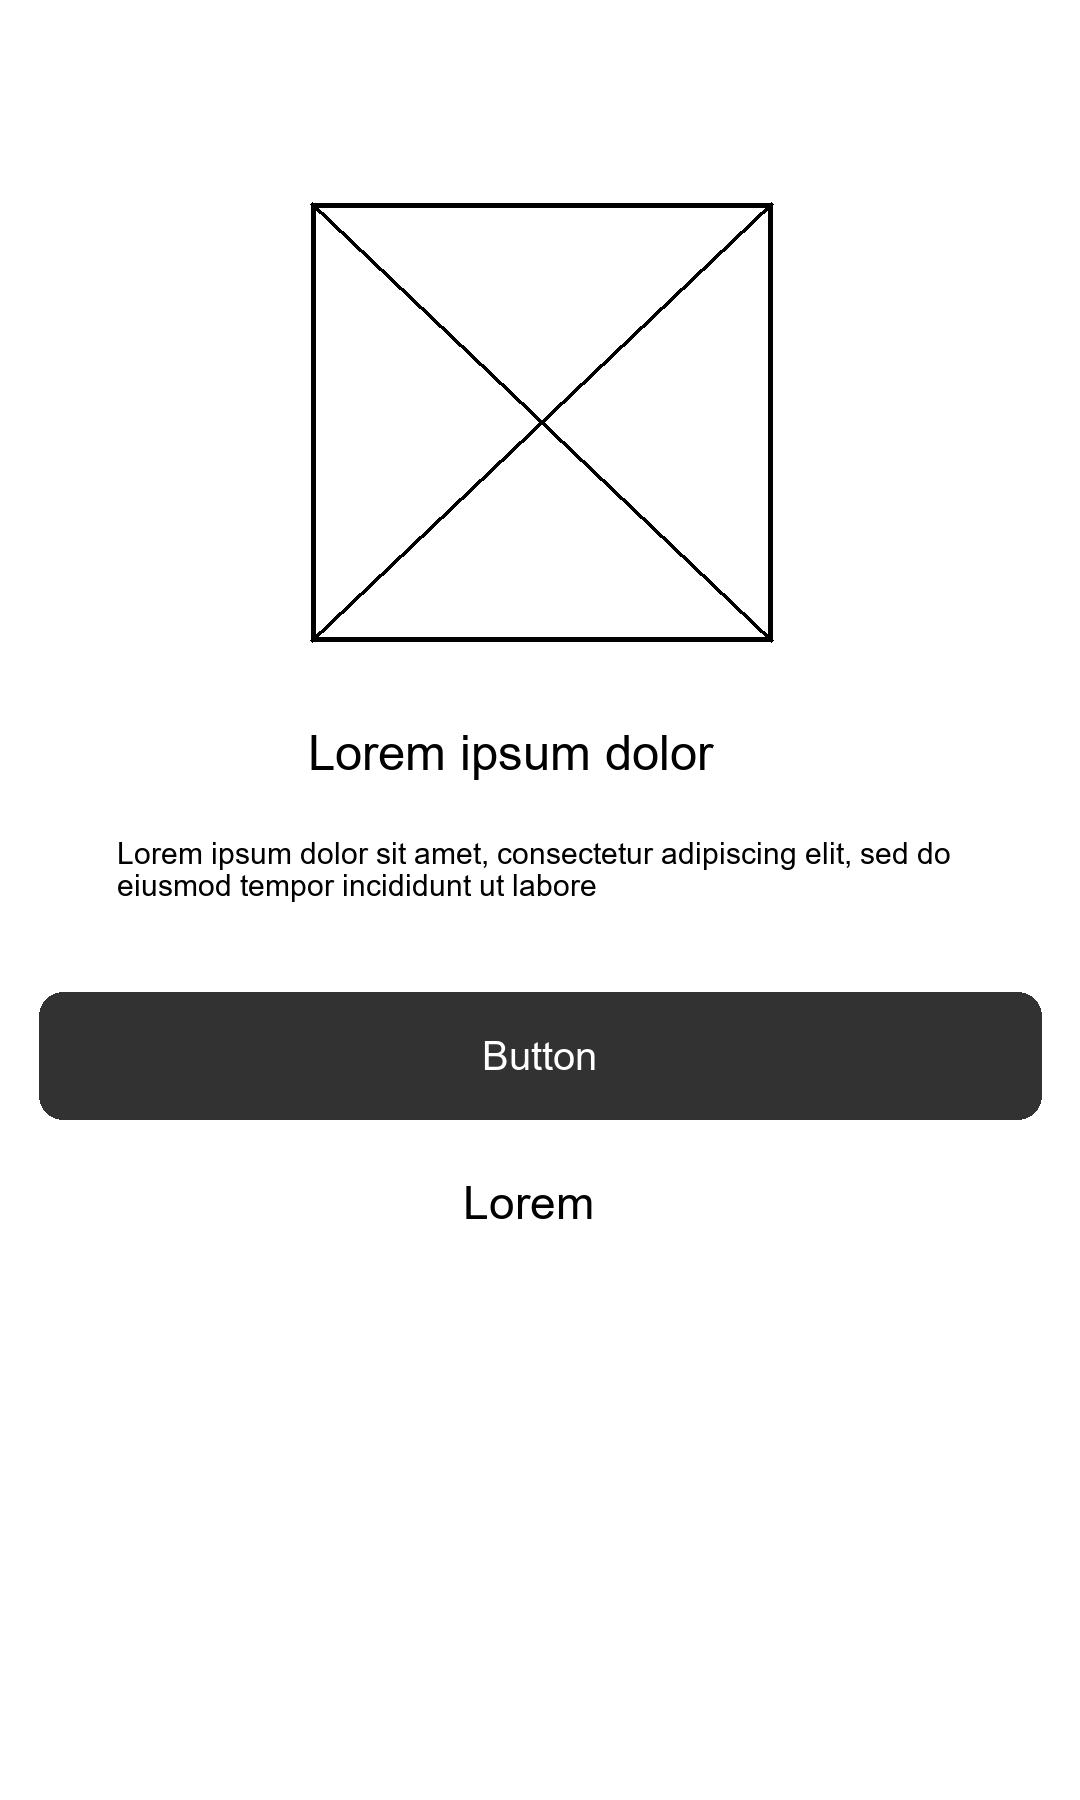 Lorem ipsum dolor
Lorem ipsum dolor sit amet, consectetur adipiscing elit, sed do
eiusmod tempor incididunt ut labore
Button
Lorem